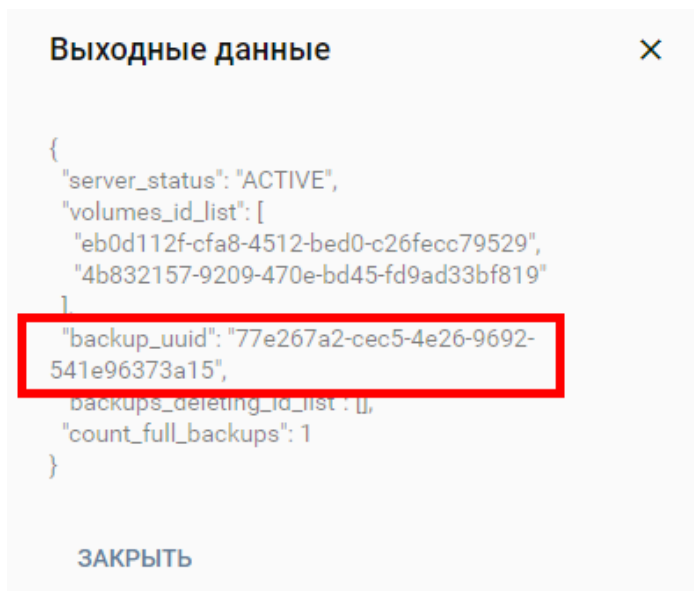 Выходные данные
{
"server_status": "ACTIVE",
"volumes_id_list": [
"eb0d112f-cfa8-4512-bed0-c26fecc79529",
"4b832157-9209-470e-bd45-fd9ad33bf819"
],
"backup_uuid": "77e267a2-cec5-4e26-9692-
541e96373a15",
"backups_deleting_id_list": [],
"count_full_backups": 1
}
ЗАКРЫТЬ